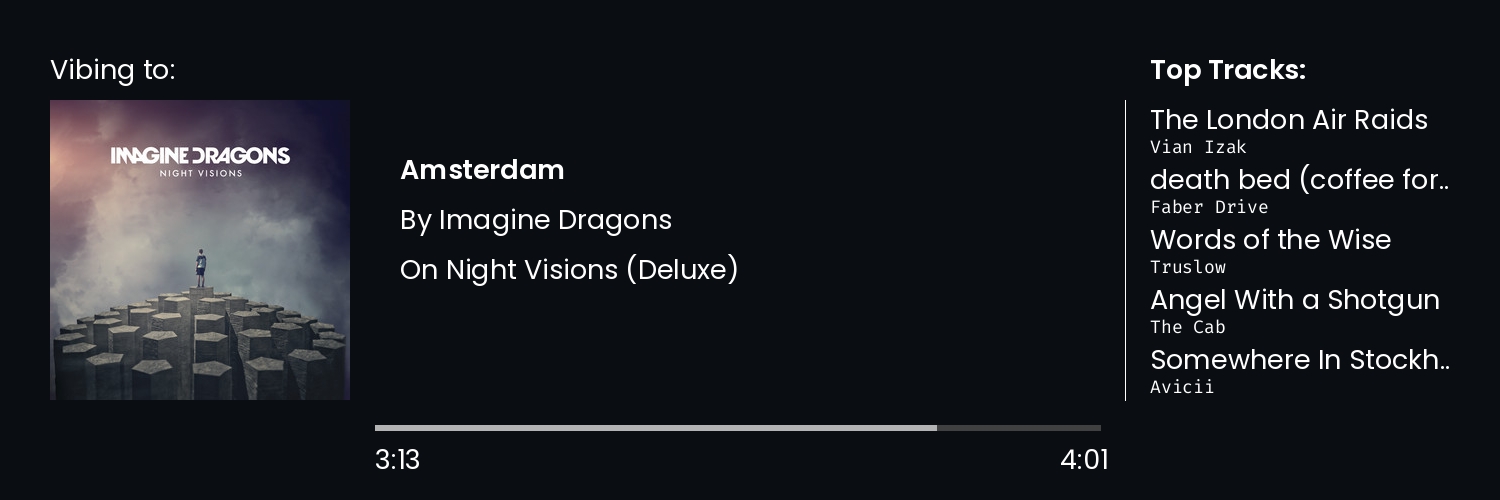 Vibing to:
IMAGINE DRAGONS
NIGHT VISIONS
Amsterdam
By Imagine Dragons
On Night Visions (Deluxe)
3:13
4:01
Top Tracks:
The London Air Raids
Vian Izak
death bed (coffee for..
Faber Drive
Words of the Wise
Truslow
Angel With a Shotgun
The Cab
Somewhere In Stockh..
Avicii